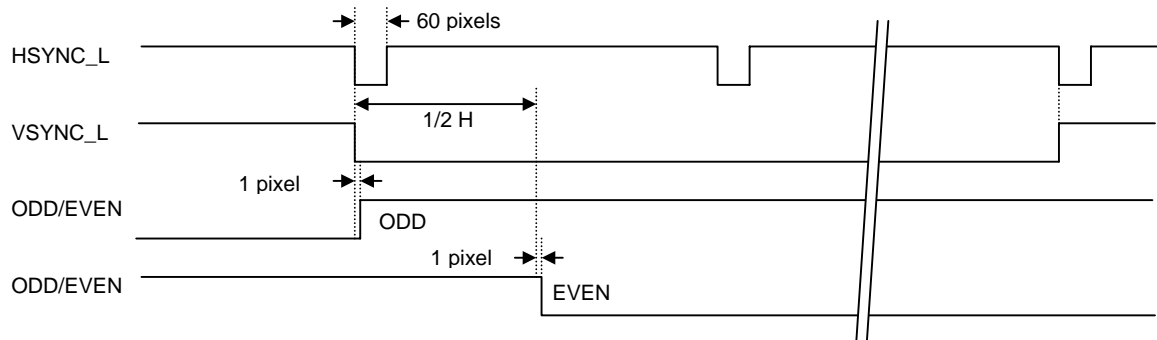 60 pixels
HSYNC_L
1/2 H
VSYNC_L
1 pixel
ODD/EVEN
ODD
1 pixel
ODD/EVEN
EVEN